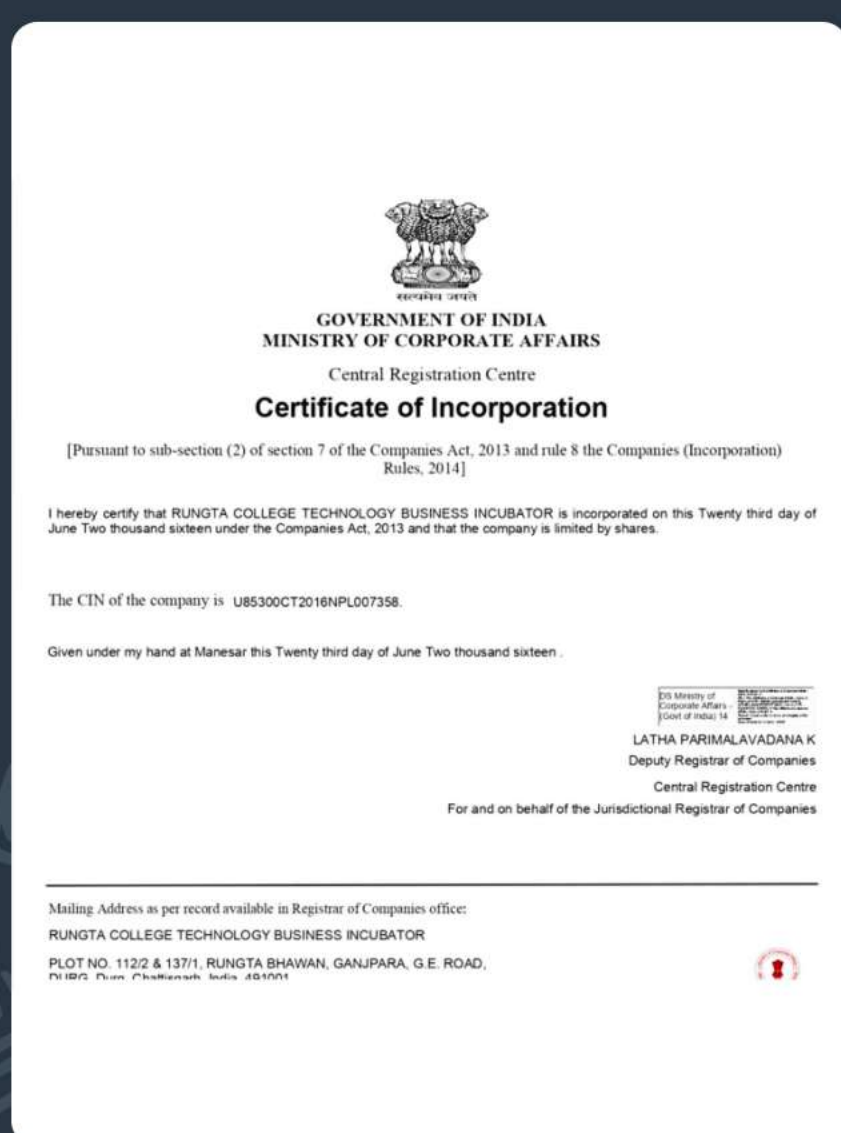 सत्यमेव जयते
GOVERNMENT OF INDIA
MINISTRY OF CORPORATE AFFAIRS
Central Registration Centre
Certificate of Incorporation
[Pursuant to sub-section (2) of section 7 of the Companies Act, 2013 and rule 8 the Companies (Incorporation)
Rules, 2014]
I hereby certify that RUNGTA COLLEGE TECHNOLOGY BUSINESS INCUBATOR is incorporated on this Twenty third day of
June Two thousand sixteen under the Companies Act, 2013 and that the company is limited by shares.
The CIN of the company is U85300CT2016NPL007358.
Given under my hand at Manesar this Twenty third day of June Two thousand sixteen .
DS Ministry of
Corporate Affairs -
(Govt of India) 14
LATHA PARIMALAVADANA K
Deputy Registrar of Companies
Central Registration Centre
For and on behalf of the Jurisdictional Registrar of Companies
Mailing Address as per record available in Registrar of Companies office:
RUNGTA COLLEGE TECHNOLOGY BUSINESS INCUBATOR
PLOT NO. 112/2 & 137/1, RUNGTA BHAWAN, GANJPARA, G.E. ROAD,
DURG, Durg, Chattisgarh, India, 491001